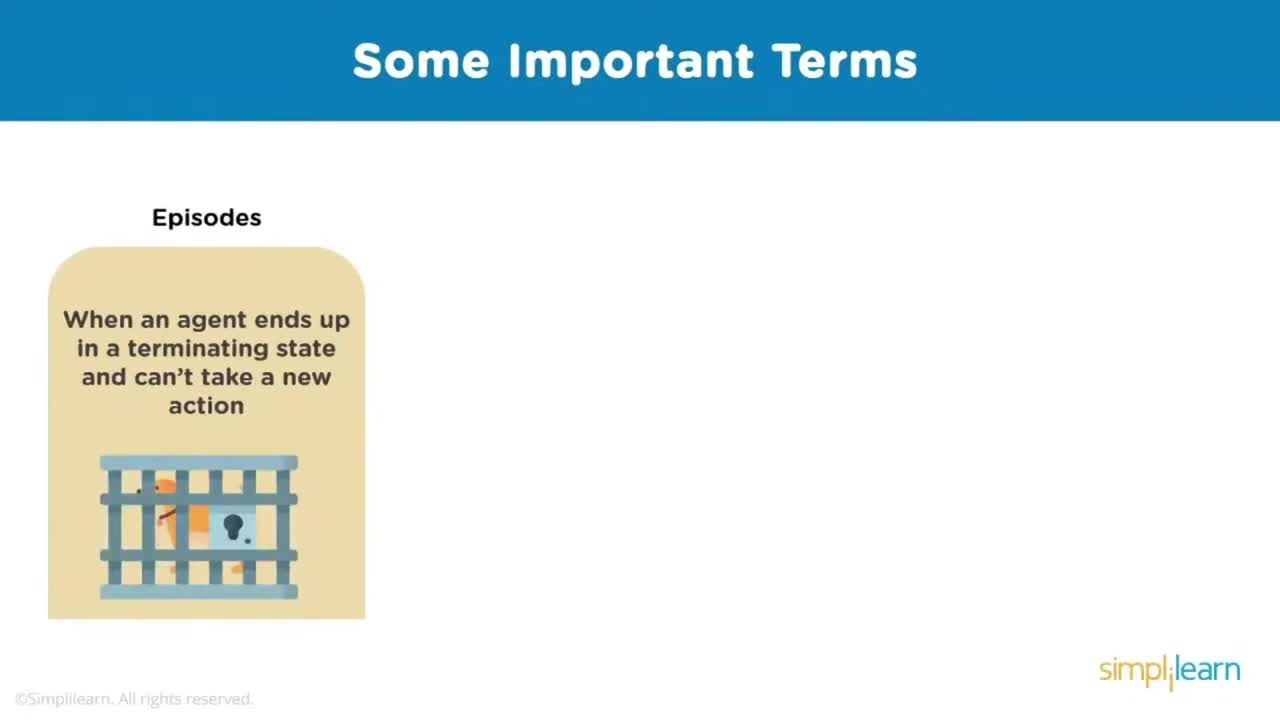 Some Important Terms
Episodes
When an agent ends up
in a terminating state
and can't take a new
action
simplilearn
©Simplilearn. All rights reserved.